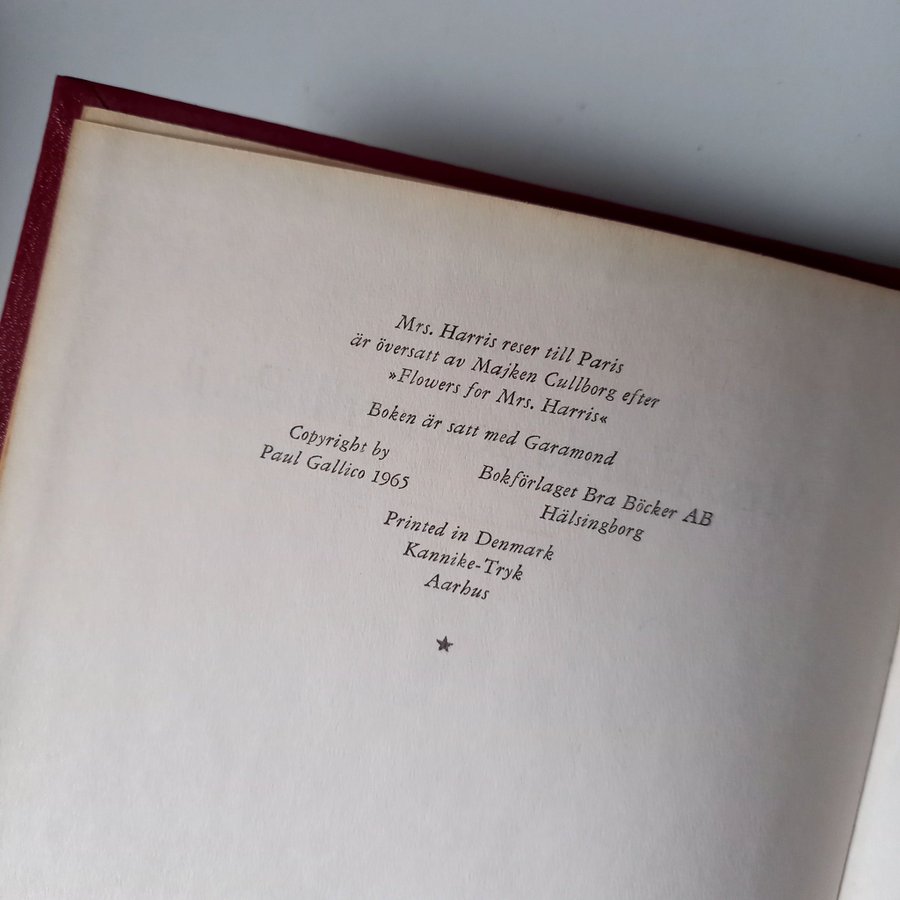 Mrs. Harris reser till Paris
är översatt av Majken Cullborg efter
»Flowers for Mrs. Harris«
Boken är satt med Garamond
Copyright by
Paul Gallico 1965
Bokförlaget Bra Böcker AB
Hälsingborg
Printed in Denmark
Kannike-Tryk
Aarhus